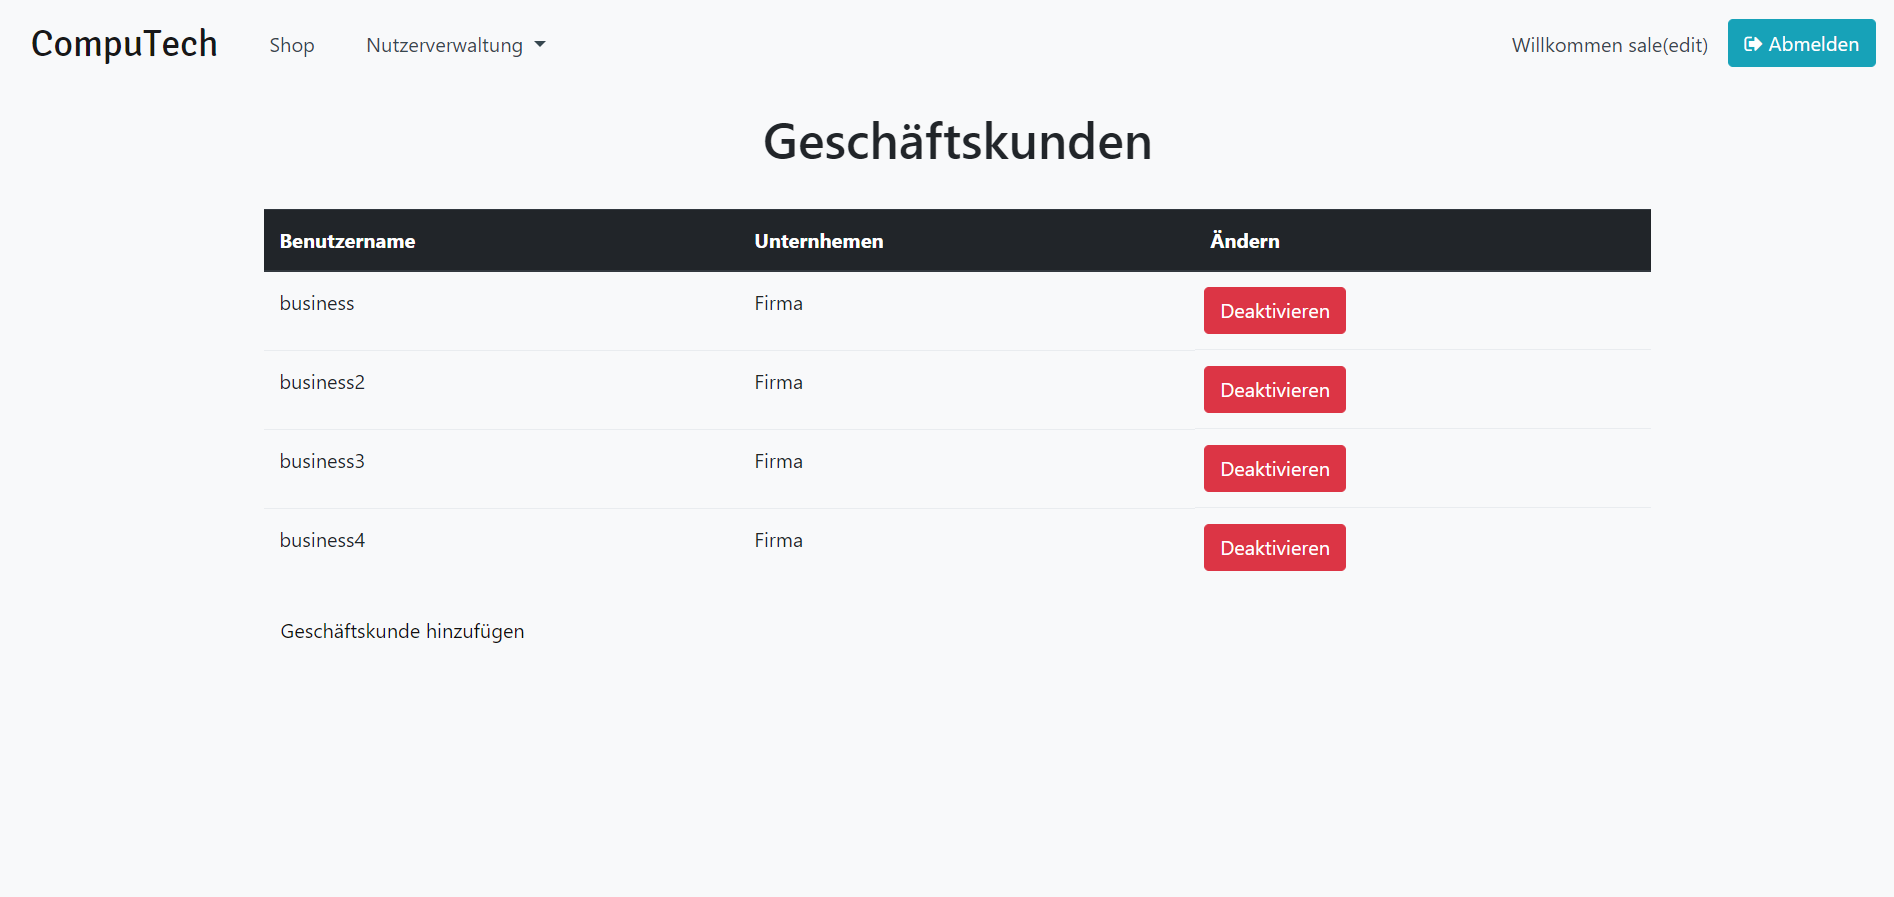 CompuTech Shop Nutzerverwaltung Willkommen sale(edit) Abmelden
Geschäftskunden
Benutzername Unternhemen Ändern
business Firma Deaktivieren
business2 Firma Deaktivieren
business3 Firma Deaktivieren
business4 Firma Deaktivieren
Geschäftskunde hinzufügen